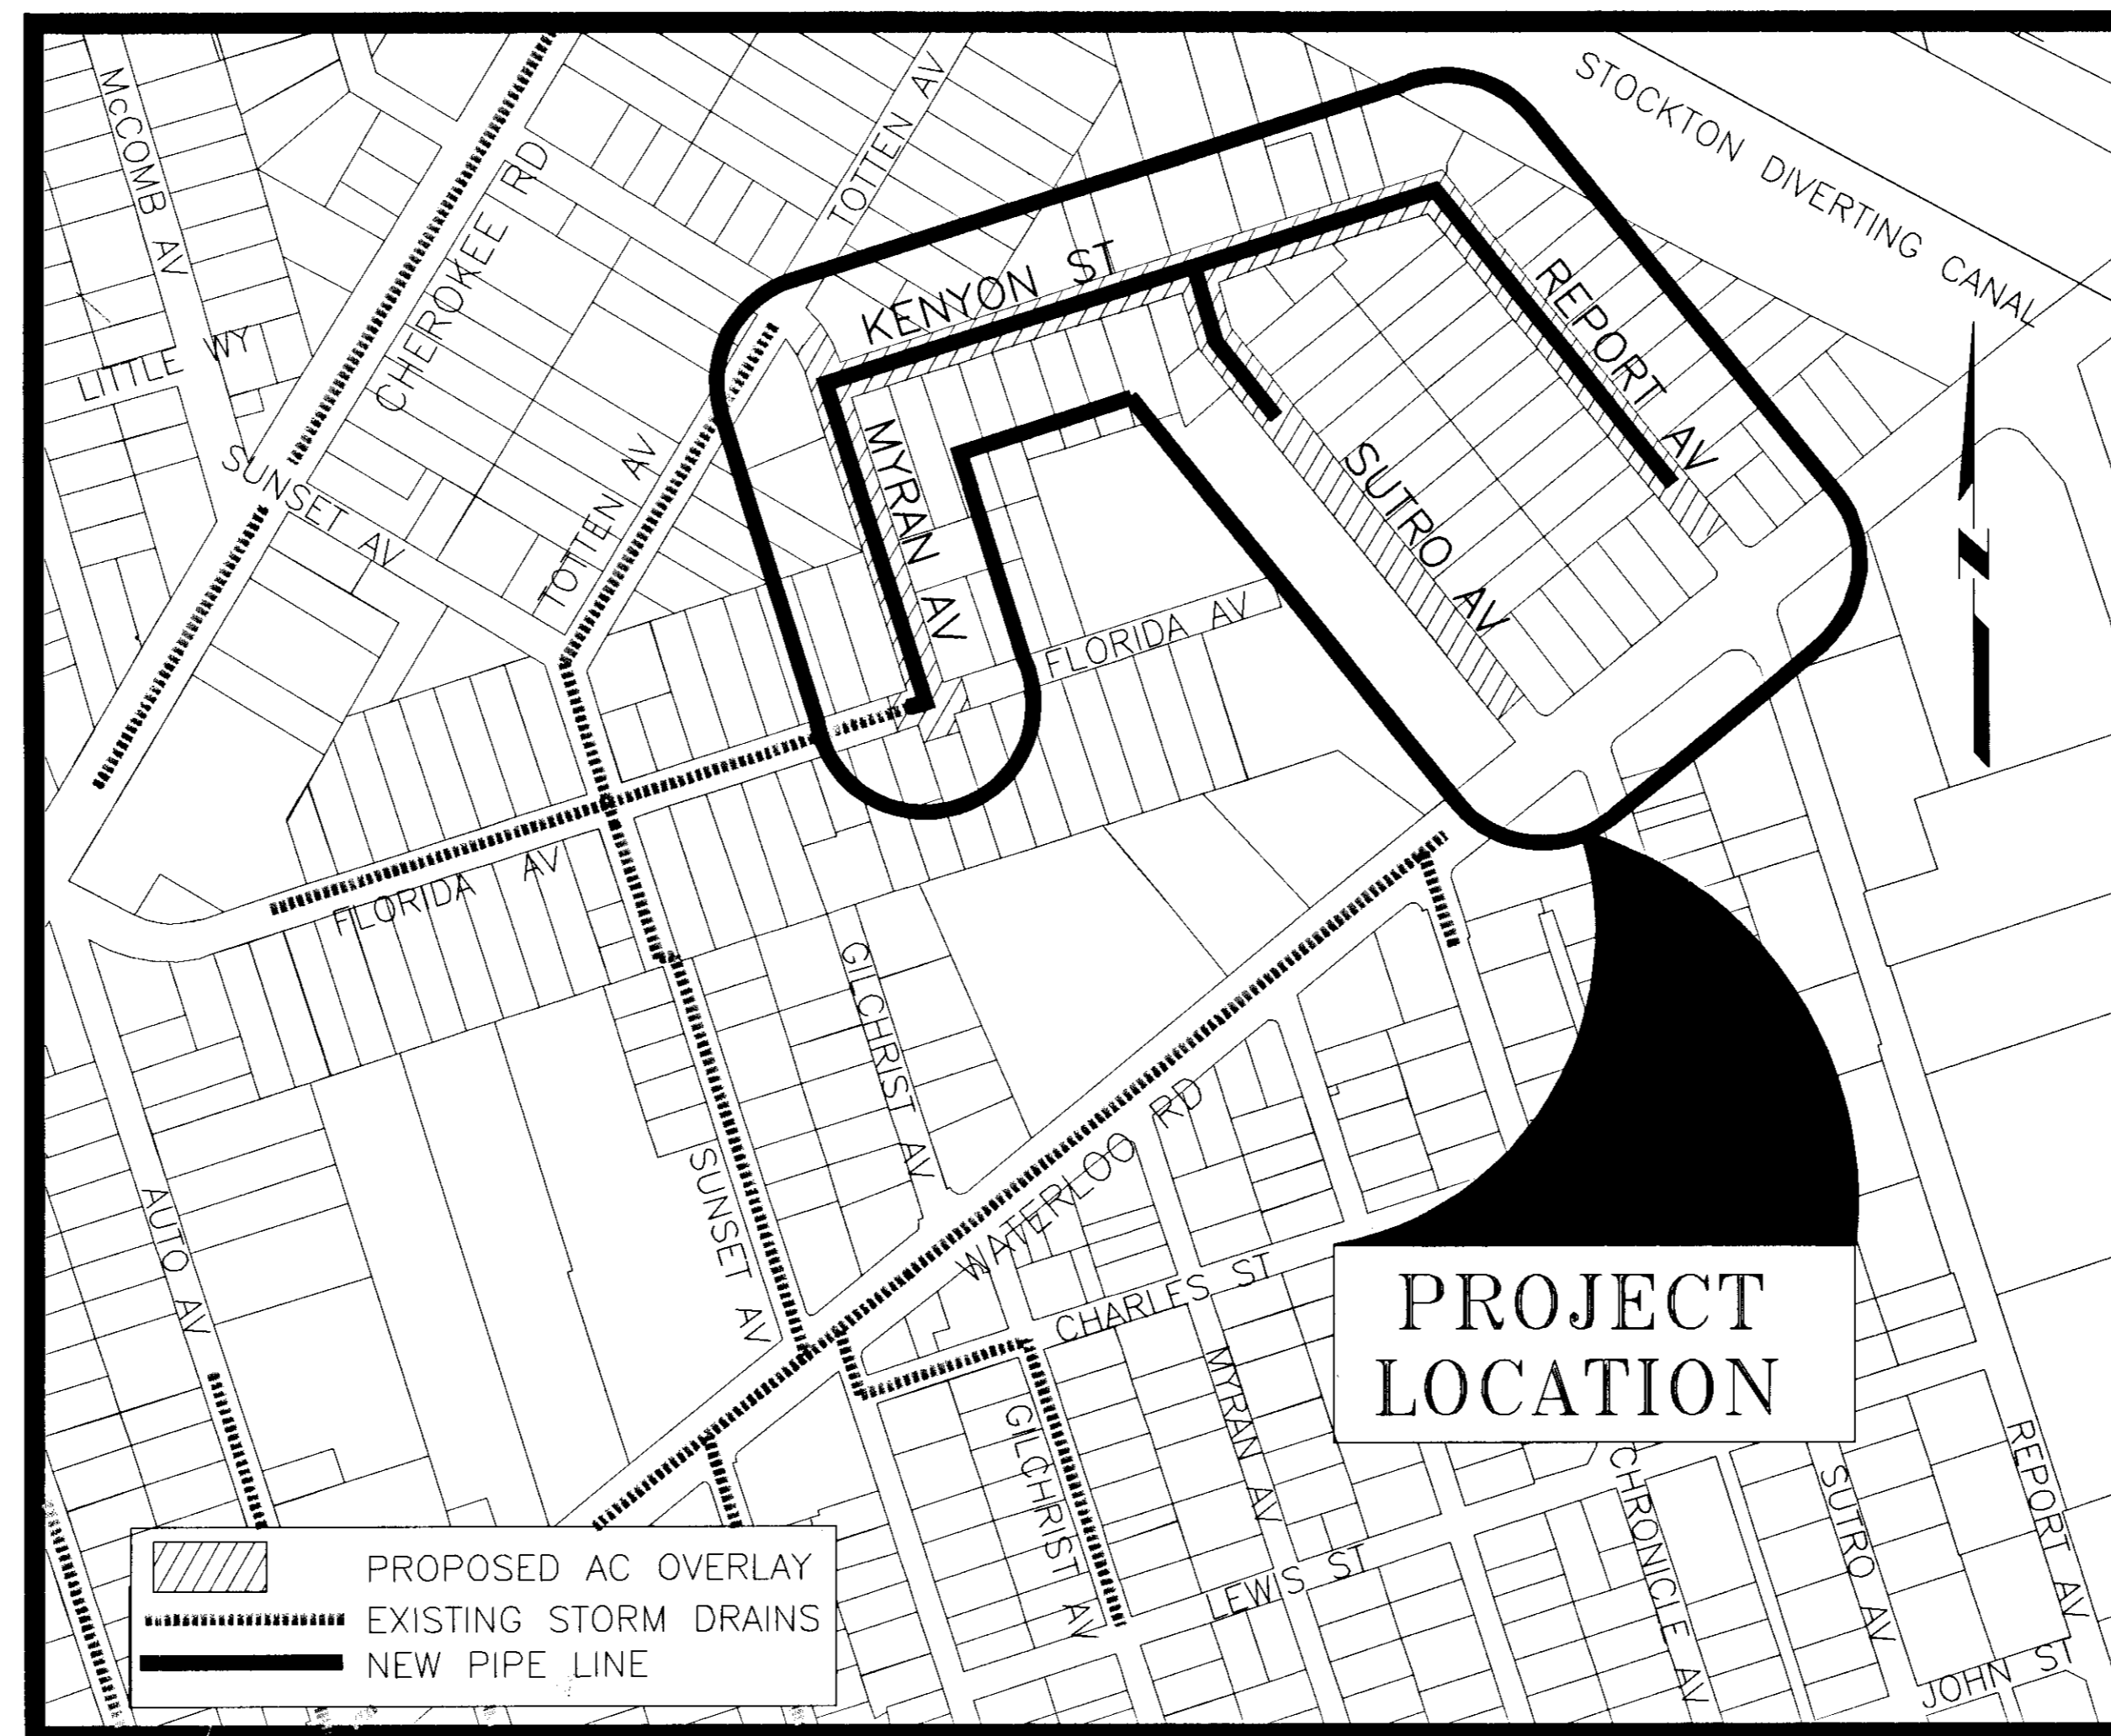 McCOMB AV
CHEROKEE RD
TOTTEN AV
STOCKTON DIVERTING CANAL
LITTLE WY
SUNSET AV
TOTTEN AV
KENYON ST
MYRAN AV
REPORT AV
SUTRO AV
N
FLORIDA AV
FLORIDA AV
GILCHRIST AV
SUNSET AV
AUTO AV
WATERLOO RD
CHARLES ST
PROJECT
LOCATION
GILCHRIST AV
MYRAN AV
LEWIS ST
CHRONICLE AV
SUTRO AV
REPORT AV
JOHN ST
PROPOSED AC OVERLAY
EXISTING STORM DRAINS
NEW PIPE LINE